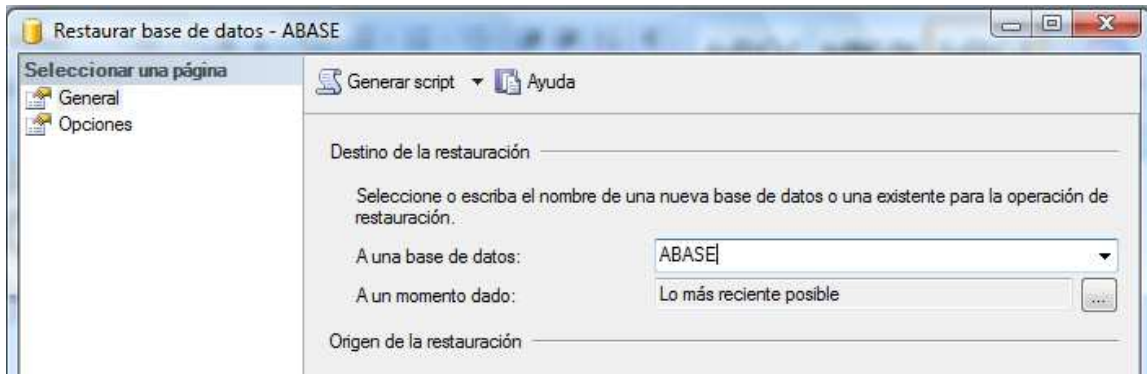 Restaurar base de datos - ABASE
Seleccionar una página
General
Opciones
Generar script
Ayuda
Destino de la restauración
Seleccione o escriba el nombre de una nueva base de datos o una existente para la operación de
restauración.
A una base de datos:
ABASE
A un momento dado:
Lo más reciente posible
...
Origen de la restauración